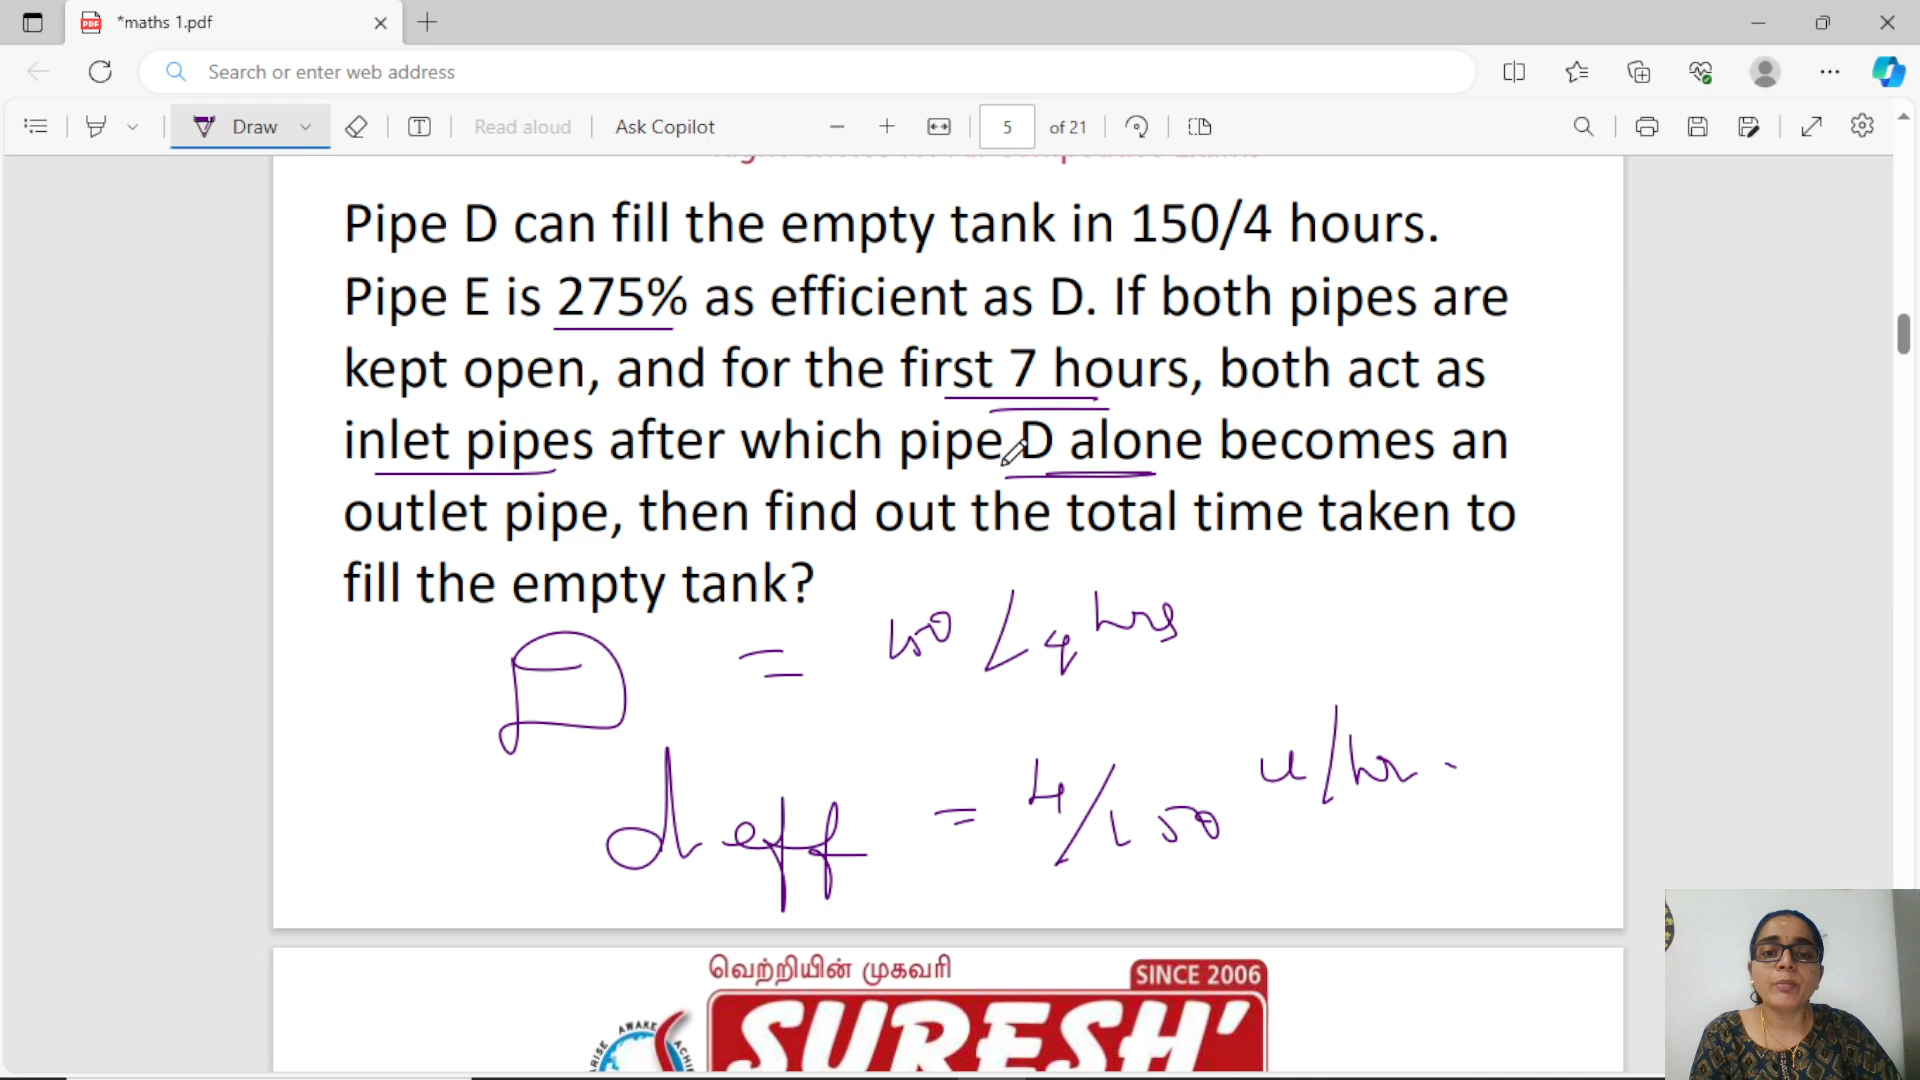 *maths 1.pdf
Search or enter web address
Draw
Read aloud
Ask Copilot
5
of 21
Pipe D can fill the empty tank in 150/4 hours.
Pipe E is 275% as efficient as D. If both pipes are
kept open, and for the first 7 hours, both act as
inlet pipes after which pipe D alone becomes an
outlet pipe, then find out the total time taken to
fill the empty tank?
D = 150/4 hrs
d eff = 4/150 u/hr.
வெற்றியின் முகவரி
SINCE 2006
SURESH'
ARISE AWAKE